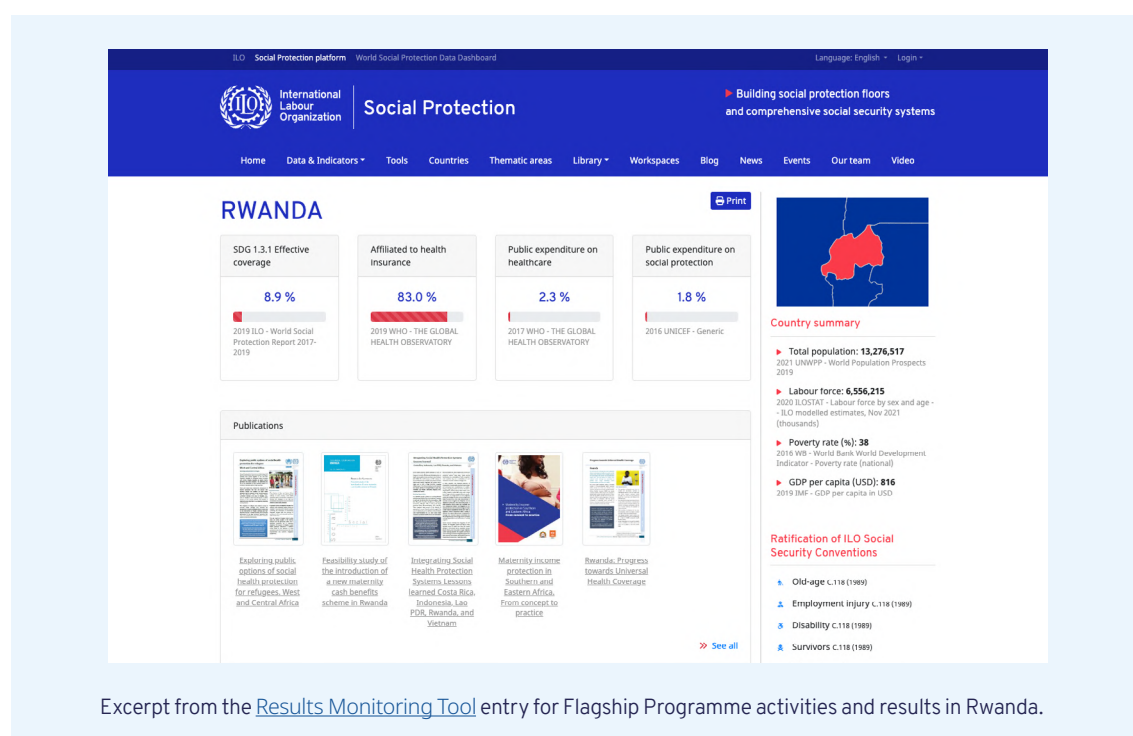 ILO Social Protection platform World Social Protection Data Dashboard Language: English Login
International
Labour
Organization
Social Protection
Building social protection floors
and comprehensive social security systems
Home Data & Indicators Tools Countries Thematic areas Library Workspaces Blog News Events Our team Video
RWANDA
Print
SDG 1.3.1 Effective
coverage
8.9 %
2019 ILO - World Social
Protection Report 2017-
2019
Affiliated to health
insurance
83.0 %
2019 WHO - THE GLOBAL
HEALTH OBSERVATORY
Public expenditure on
healthcare
2.3 %
2017 WHO - THE GLOBAL
HEALTH OBSERVATORY
Public expenditure on
social protection
1.8 %
2016 UNICEF - Generic
Publications
Exploring public
options of social
health protection
for refugees. West
and Central Africa
Feasibility study of
the introduction of
a new maternity
cash benefits
scheme in Rwanda
Integrating Social
Health Protection
Systems Lessons
learned Costa Rica,
Indonesia, Lao
PDR, Rwanda, and
Vietnam
Maternity income
protection in
Southern and
Eastern Africa.
From concept to
practice
Rwanda: Progress
towards Universal
Health Coverage
See all
Country summary
Total population: 13,276,517
2021 UNWPP - World Population Prospects
2019
Labour force: 6,556,215
2020 ILOSTAT - Labour force by sex and age -
- ILO modelled estimates, Nov 2021
(thousands)
Poverty rate (%): 38
2016 WB - World Bank World Development
Indicator - Poverty rate (national)
GDP per capita (USD): 816
2019 IMF - GDP per capita in USD
Ratification of ILO Social
Security Conventions
Old-age C.118 (1989)
Employment injury C.118 (1989)
Disability C.118 (1989)
Survivors C.118 (1989)
Excerpt from the Results Monitoring Tool entry for Flagship Programme activities and results in Rwanda.